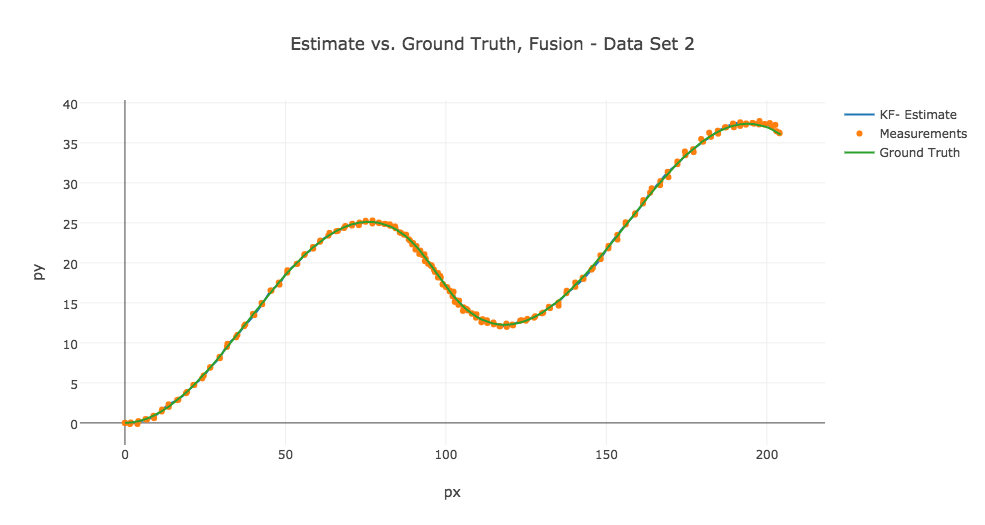 Estimate vs. Ground Truth, Fusion - Data Set 2
KF- Estimate
Measurements
Ground Truth
40
35
30
25
20
15
10
5
0
py
0 50 100 150 200
px